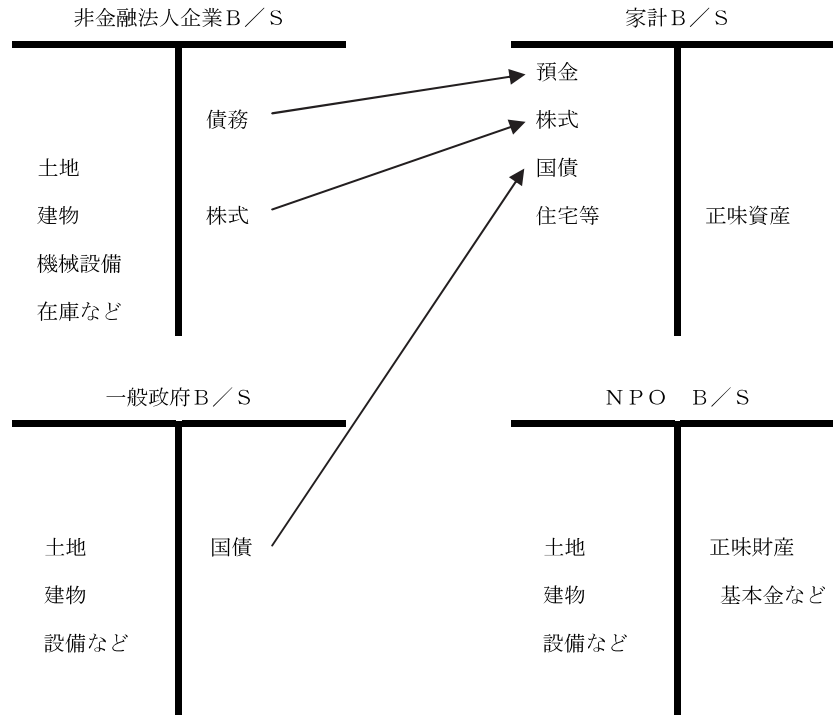 非金融法人企業Ｂ／Ｓ
債務
土地
建物
株式
機械設備
在庫など
家計Ｂ／Ｓ
預金
株式
国債
住宅等
正味資産
一般政府Ｂ／Ｓ
土地
国債
建物
設備など
ＮＰＯ　Ｂ／Ｓ
土地
正味財産
建物
基本金など
設備など